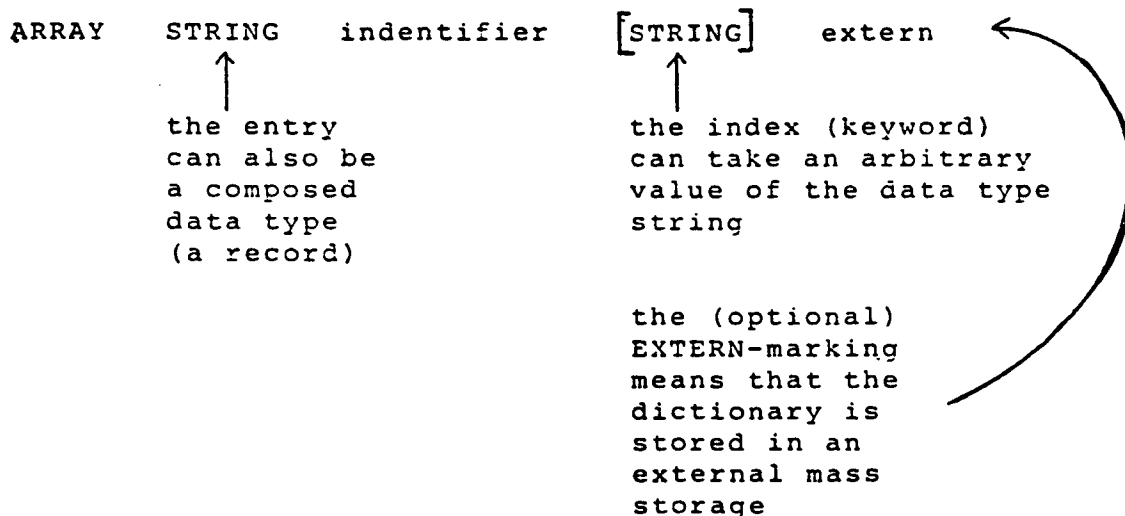 ARRAY STRING indentifier [STRING] extern
the entry
can also be
a composed
data type
(a record)
the index (keyword)
can take an arbitrary
value of the data type
string
the (optional)
EXTERN-marking
means that the
dictionary is
stored in an
external mass
storage